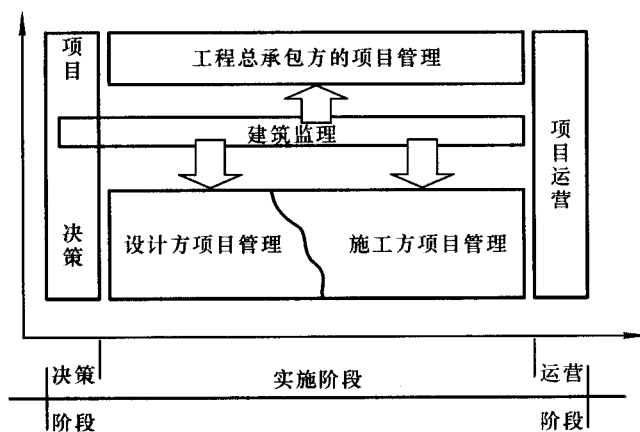 项目
决策
工程总承包方的项目管理
建筑监理
设计方项目管理
施工方项目管理
项目运营
决策
阶段
实施阶段
运营
阶段